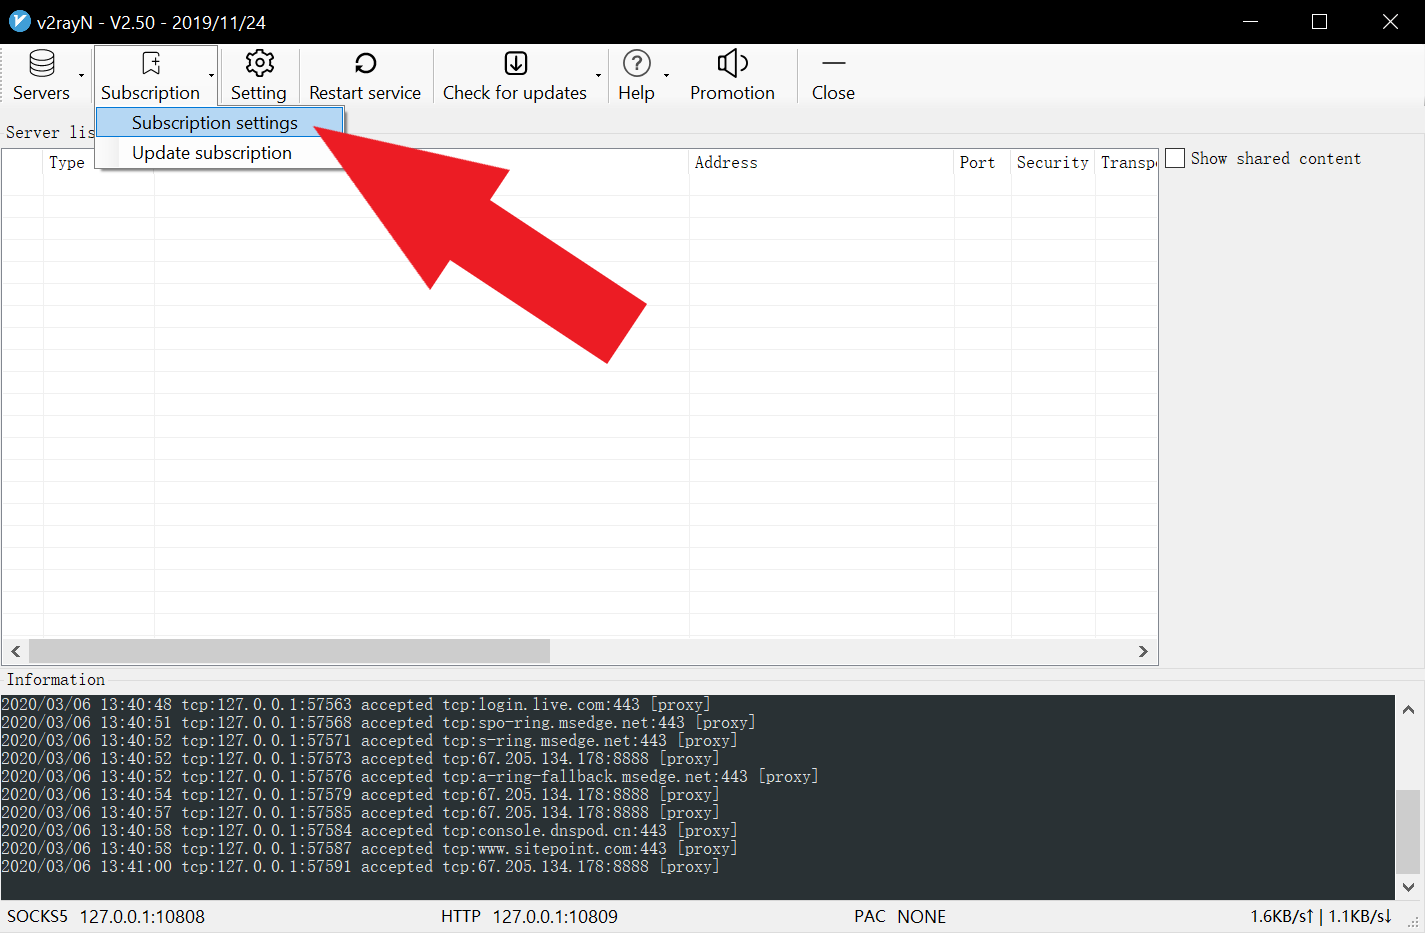 v2rayN - V2.50 - 2019/11/24
Servers Subscription Setting Restart service Check for updates Help Promotion Close
Subscription settings
Update subscription
Server lis
Type Address Port Security Transp
Show shared content
Information
2020/03/06 13:40:48 tcp:127.0.0.1:57563 accepted tcp:login.live.com:443 [proxy]
2020/03/06 13:40:51 tcp:127.0.0.1:57568 accepted tcp:spo-ring.msedge.net:443 [proxy]
2020/03/06 13:40:52 tcp:127.0.0.1:57571 accepted tcp:s-ring.msedge.net:443 [proxy]
2020/03/06 13:40:52 tcp:127.0.0.1:57573 accepted tcp:67.205.134.178:8888 [proxy]
2020/03/06 13:40:52 tcp:127.0.0.1:57576 accepted tcp:a-ring-fallback.msedge.net:443 [proxy]
2020/03/06 13:40:54 tcp:127.0.0.1:57579 accepted tcp:67.205.134.178:8888 [proxy]
2020/03/06 13:40:57 tcp:127.0.0.1:57585 accepted tcp:67.205.134.178:8888 [proxy]
2020/03/06 13:40:58 tcp:127.0.0.1:57584 accepted tcp:console.dnspod.cn:443 [proxy]
2020/03/06 13:40:58 tcp:127.0.0.1:57587 accepted tcp:www.sitepoint.com:443 [proxy]
2020/03/06 13:41:00 tcp:127.0.0.1:57591 accepted tcp:67.205.134.178:8888 [proxy]
SOCKS5 127.0.0.1:10808 HTTP 127.0.0.1:10809 PAC NONE 1.6KB/s↑ | 1.1KB/s↓